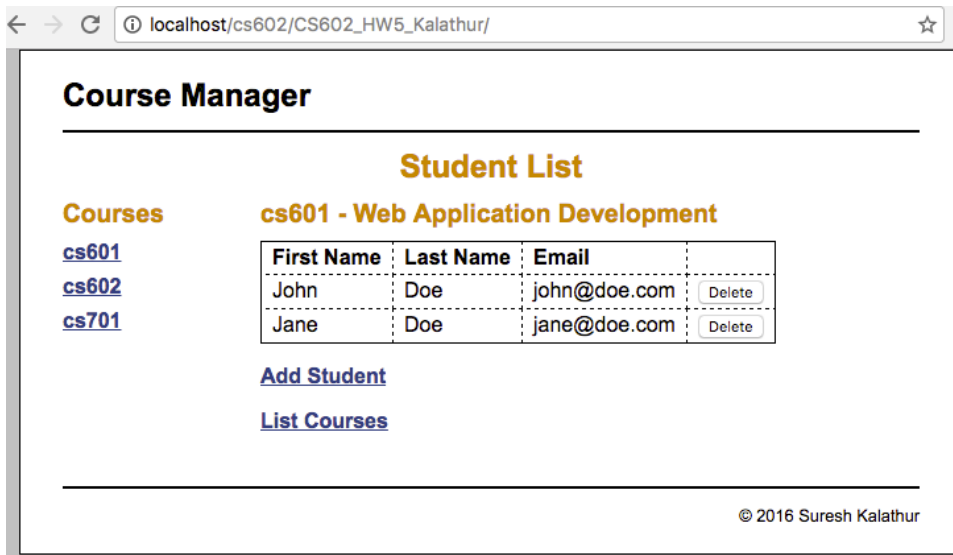 localhost/cs602/CS602_HW5_Kalathur/
Course Manager
Student List
Courses
cs601
cs602
cs701
cs601 - Web Application Development
First Name Last Name Email
John Doe john@doe.com Delete
Jane Doe jane@doe.com Delete
Add Student
List Courses
© 2016 Suresh Kalathur